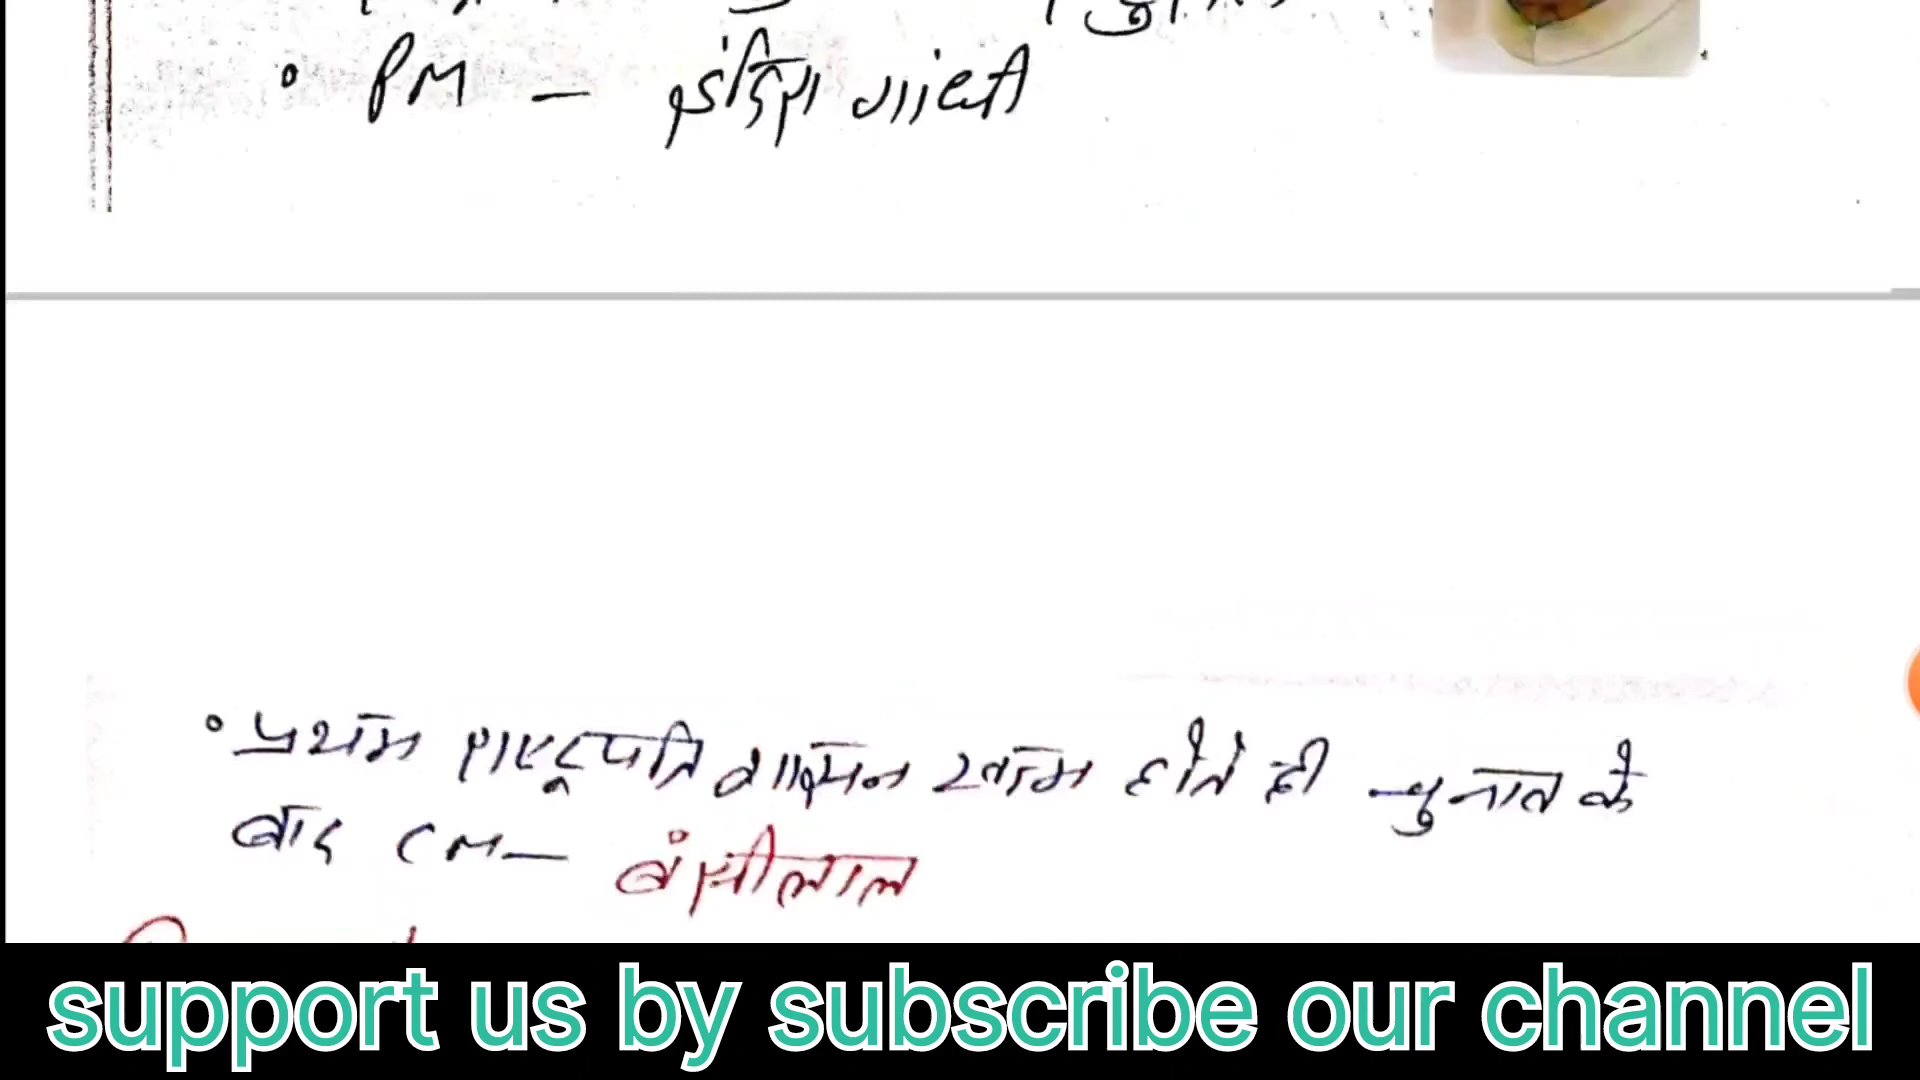 • PM – इंदिरा गांधी
• प्रथम राष्ट्रपति शासन खत्म होते ही चुनाव के
बाद CM – बंसीलाल
support us by subscribe our channel